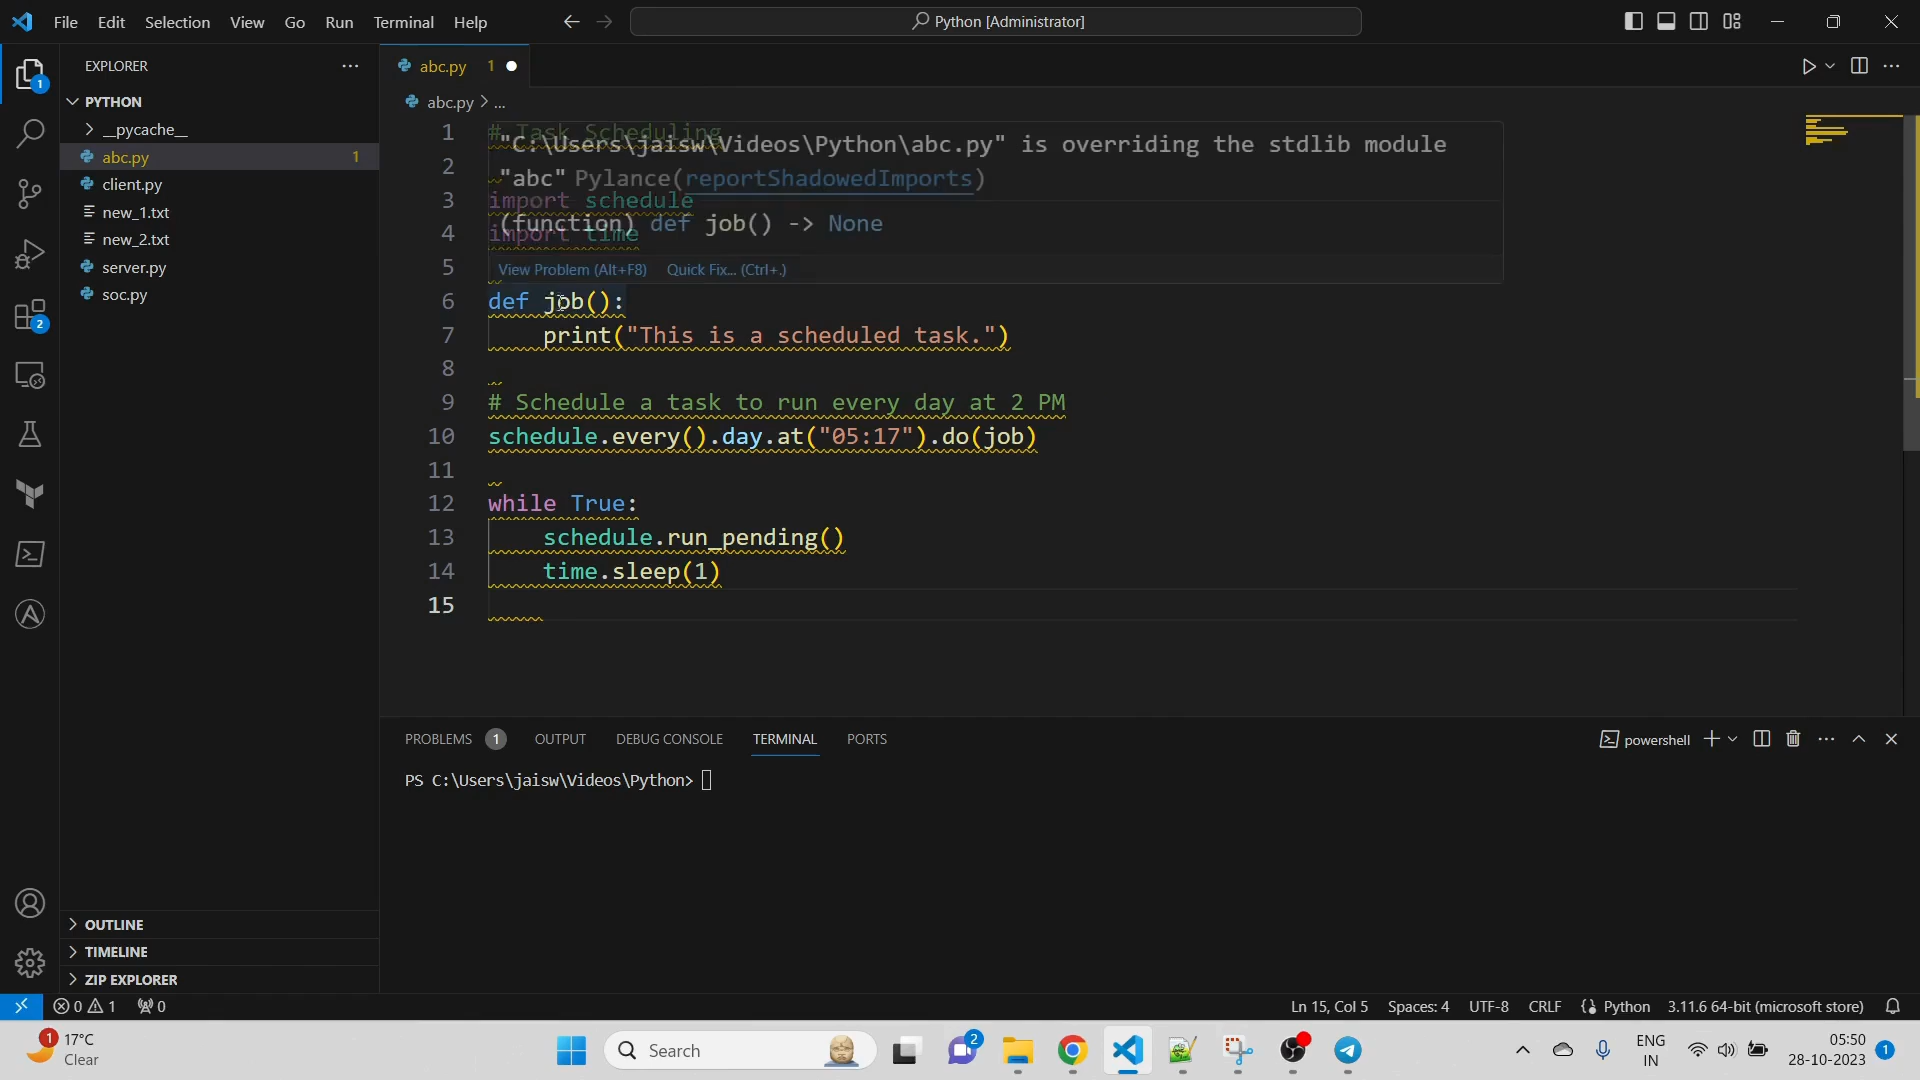 File Edit Selection View Go Run Terminal Help
Python [Administrator]
EXPLORER
PYTHON
__pycache__
abc.py 1
client.py
new_1.txt
new_2.txt
server.py
soc.py
OUTLINE
TIMELINE
ZIP EXPLORER
1
2
abc.py 1
abc.py > ...
1 # Task Scheduling
"C:\Users\jaisw\Videos\Python\abc.py" is overriding the stdlib module
2
"abc" Pylance(reportShadowedImports)
3 import schedule
(function) def job() -> None
4 import time
5
View Problem (Alt+F8) Quick Fix... (Ctrl+.)
6 def job():
7 print("This is a scheduled task.")
8
9 # Schedule a task to run every day at 2 PM
10 schedule.every().day.at("05:17").do(job)
11
12 while True:
13 schedule.run_pending()
14 time.sleep(1)
15
PROBLEMS 1 OUTPUT DEBUG CONSOLE TERMINAL PORTS
powershell
PS C:\Users\jaisw\Videos\Python>
0 1 0
Ln 15, Col 5 Spaces: 4 UTF-8 CRLF Python 3.11.6 64-bit (microsoft store)
1
17°C
Clear
Search
2
ENG
IN
05:50
28-10-2023
1